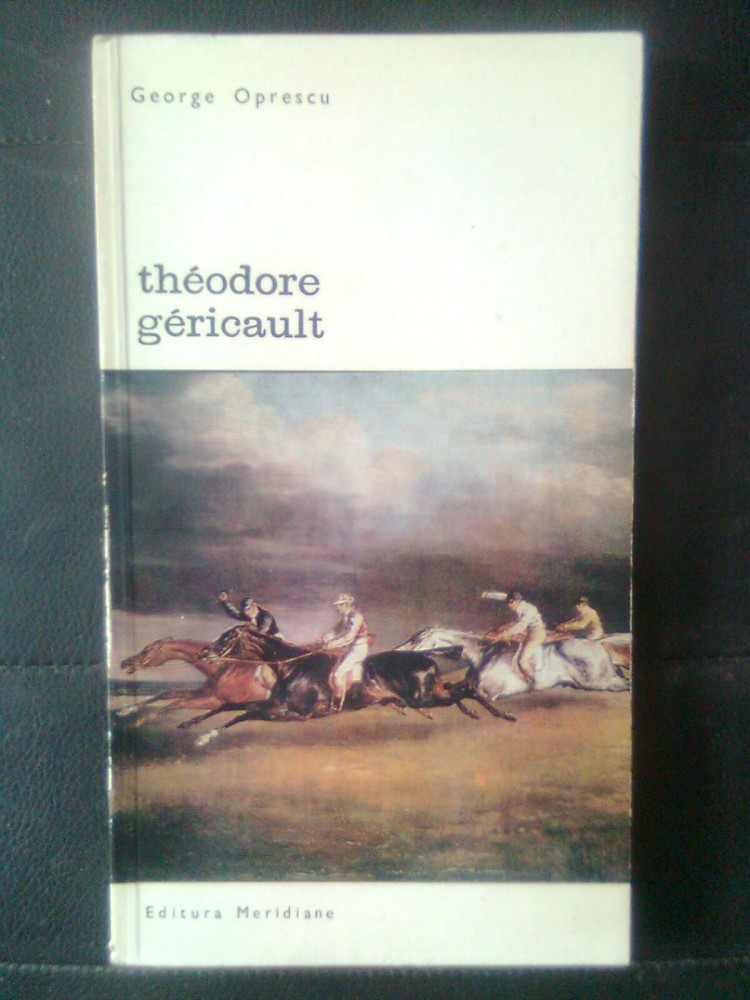 George Oprescu
théodore
géricault
Editura Meridiane